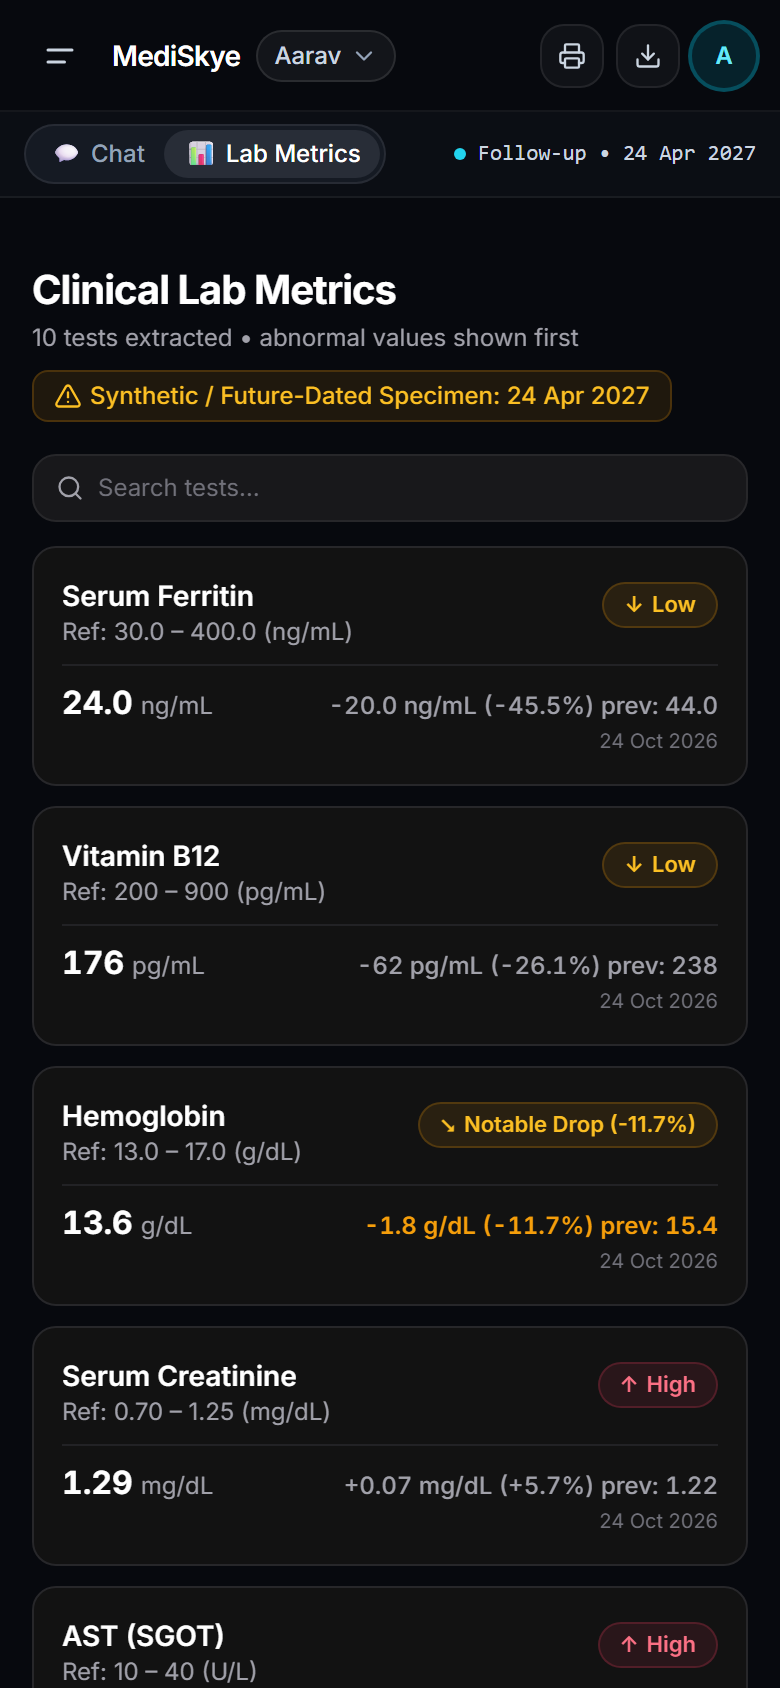 MediSkye
Aarav
A
Chat
Lab Metrics
Follow-up • 24 Apr 2027
Clinical Lab Metrics
10 tests extracted • abnormal values shown first
Synthetic / Future-Dated Specimen: 24 Apr 2027
Search tests...
Serum Ferritin
↓ Low
Ref: 30.0 – 400.0 (ng/mL)
24.0 ng/mL
-20.0 ng/mL (-45.5%) prev: 44.0
24 Oct 2026
Vitamin B12
↓ Low
Ref: 200 – 900 (pg/mL)
176 pg/mL
-62 pg/mL (-26.1%) prev: 238
24 Oct 2026
Hemoglobin
↘ Notable Drop (-11.7%)
Ref: 13.0 – 17.0 (g/dL)
13.6 g/dL
-1.8 g/dL (-11.7%) prev: 15.4
24 Oct 2026
Serum Creatinine
↑ High
Ref: 0.70 – 1.25 (mg/dL)
1.29 mg/dL
+0.07 mg/dL (+5.7%) prev: 1.22
24 Oct 2026
AST (SGOT)
↑ High
Ref: 10 – 40 (U/L)